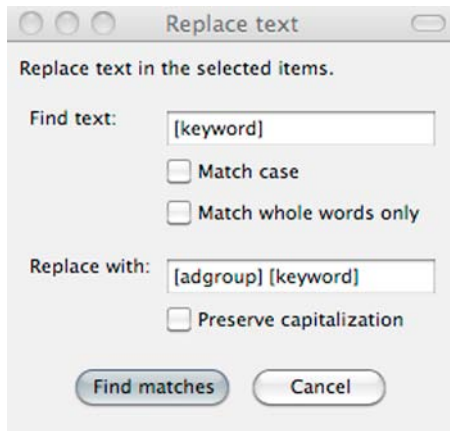 Replace text
Replace text in the selected items.
Find text:
[keyword]
Match case
Match whole words only
Replace with:
[adgroup] [keyword]
Preserve capitalization
Find matches
Cancel